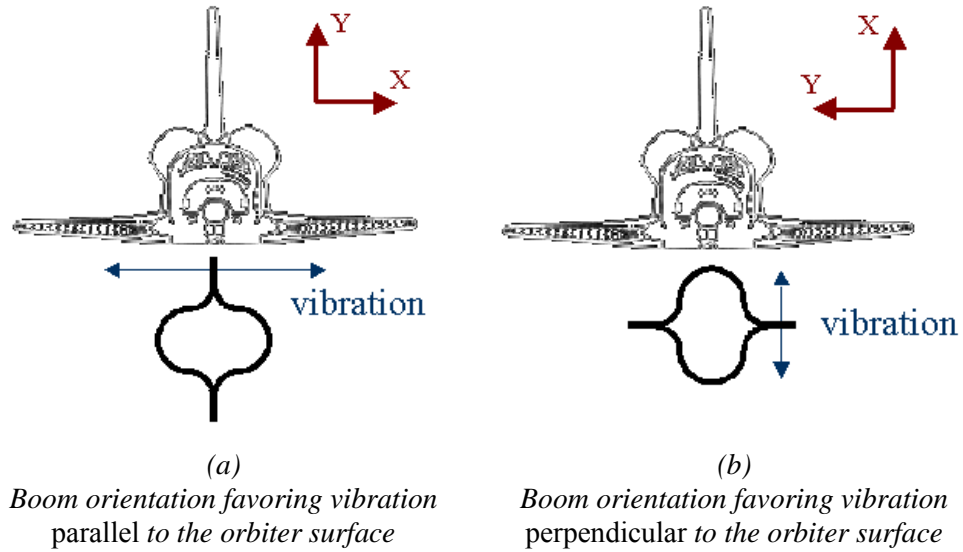 Y
X
vibration
(a)
Boom orientation favoring vibration
parallel to the orbiter surface
X
Y
vibration
(b)
Boom orientation favoring vibration
perpendicular to the orbiter surface